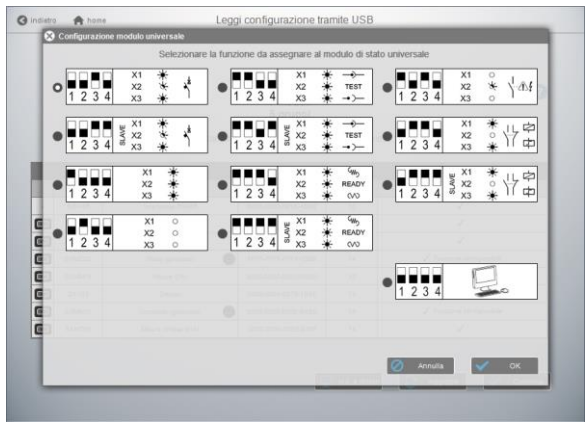 indietro home Leggi configurazione tramite USB
Configurazione modulo universale
Selezionare la funzione da assegnare al modulo di stato universale
1 2 3 4 X1 X2 X3
1 2 3 4 X1 X2 X3 TEST
1 2 3 4 X1 X2 X3
1 2 3 4 SLAVE X1 X2 X3
1 2 3 4 SLAVE X1 X2 X3 TEST
1 2 3 4 X1 X2 X3
1 2 3 4 X1 X2 X3
1 2 3 4 X1 X2 X3 READY
1 2 3 4 SLAVE X1 X2 X3
1 2 3 4 X1 X2 X3
1 2 3 4 SLAVE X1 X2 X3 READY
1 2 3 4
Annulla OK